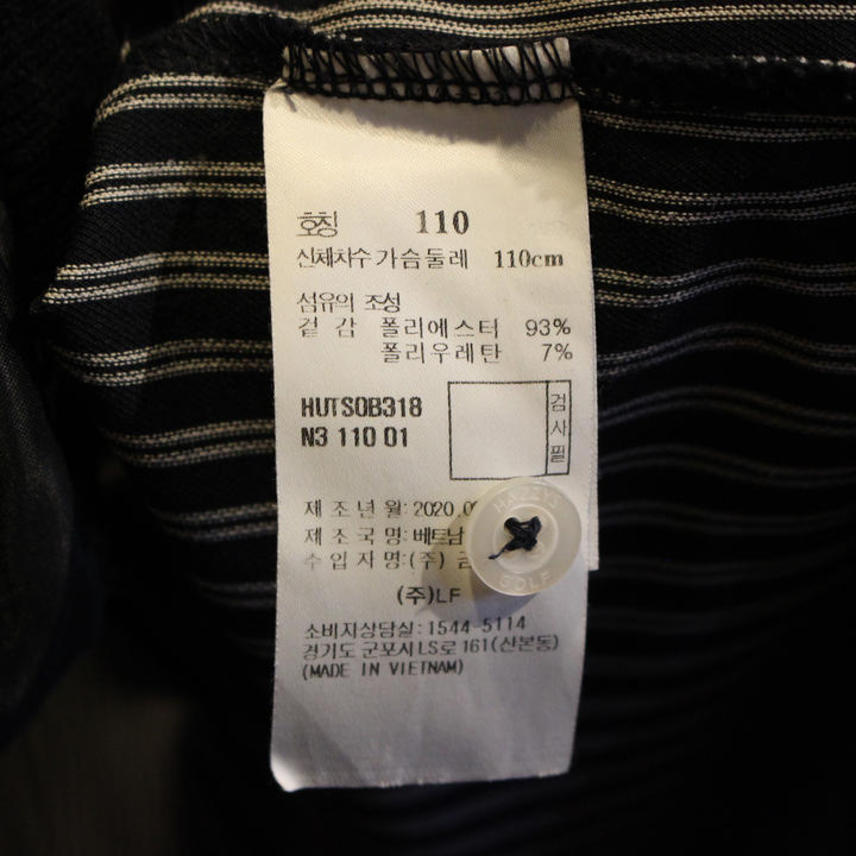 호칭 110
신체치수 가슴둘레 110cm
섬유의 조성
겉 감 폴리에스터 93%
폴리우레탄 7%
HUTS0B318
N3 110 01
검사필
제 조 년 월: 2020.0
제 조 국 명: 베트남
수 입 자 명: (주)
HAZZYS
GOLF
(주)LF
소비자상담실: 1544-5114
경기도 군포시 LS로 161(산본동)
(MADE IN VIETNAM)